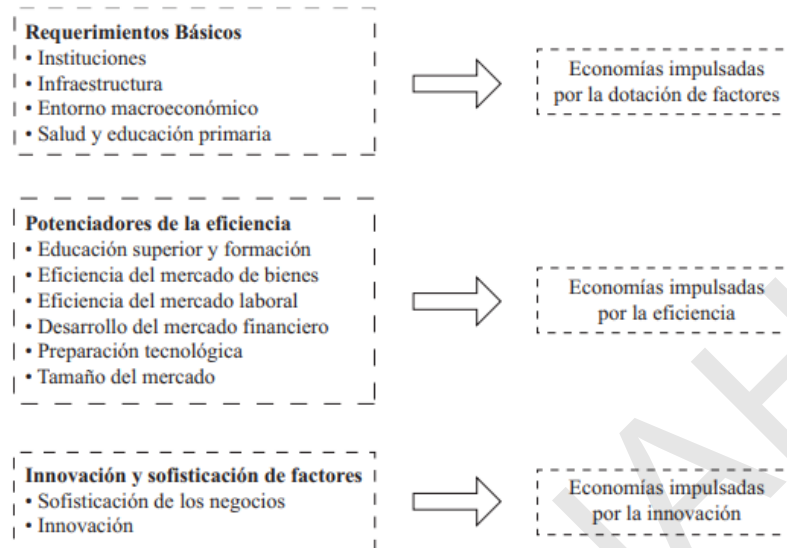 Requerimientos Básicos
• Instituciones
• Infraestructura
• Entorno macroeconómico
• Salud y educación primaria
Economías impulsadas
por la dotación de factores
Potenciadores de la eficiencia
• Educación superior y formación
• Eficiencia del mercado de bienes
• Eficiencia del mercado laboral
• Desarrollo del mercado financiero
• Preparación tecnológica
• Tamaño del mercado
Economías impulsadas
por la eficiencia
Innovación y sofisticación de factores
• Sofisticación de los negocios
• Innovación
Economías impulsadas
por la innovación